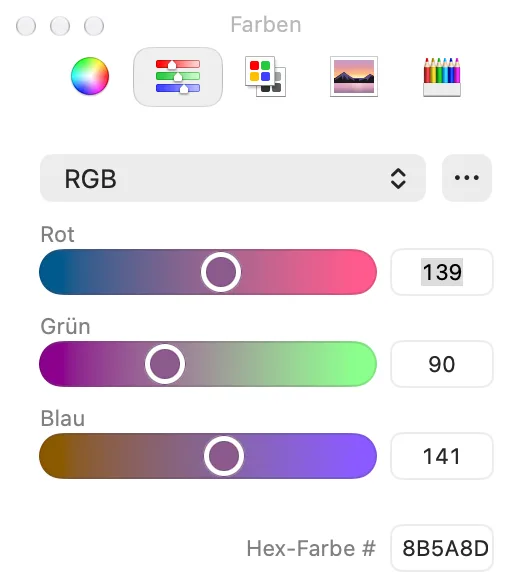 Farben
RGB
Rot
139
Grün
90
Blau
141
Hex-Farbe # 8B5A8D